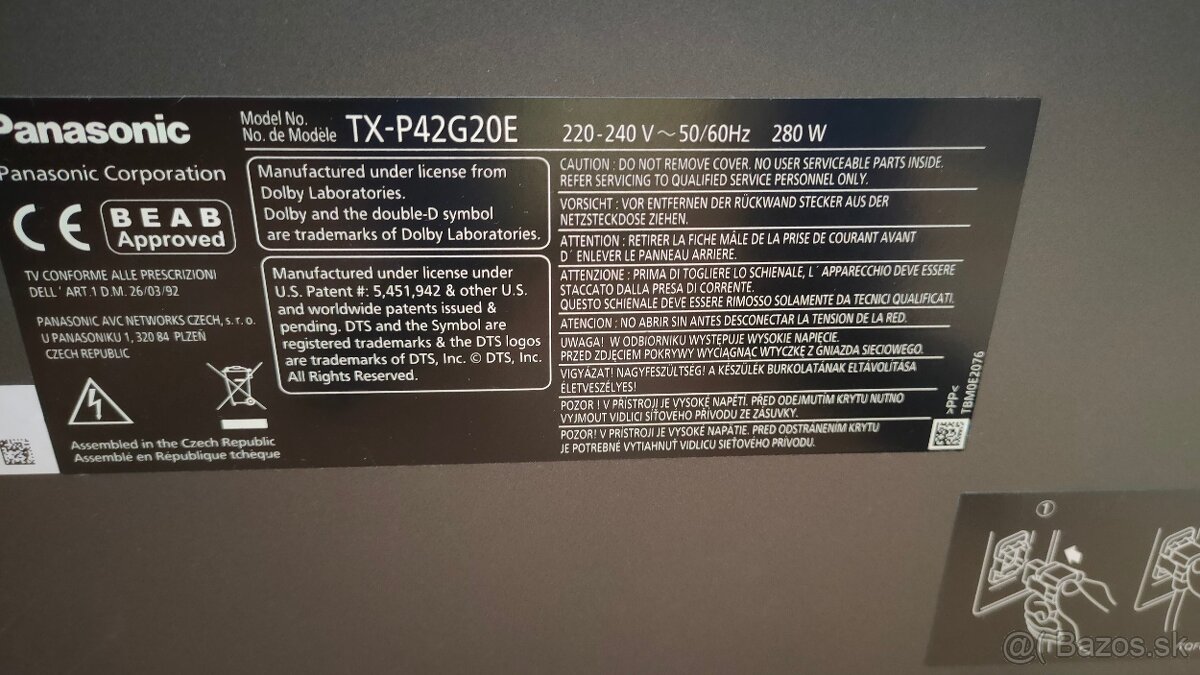 Panasonic
Model No.
No. de Modèle TX-P42G20E 220-240 V~50/60Hz 280 W
Panasonic Corporation
CE
BEAB
Approved
TV CONFORME ALLE PRESCRIZIONI
DELL´ ART.1 D.M. 26/03/92
PANASONIC AVC NETWORKS CZECH, s. r. o.
U PANASONIKU 1, 320 84 PLZEŇ
CZECH REPUBLIC
Assembled in the Czech Republic
Assemblé en République tchèque
Manufactured under license from
Dolby Laboratories.
Dolby and the double-D symbol
are trademarks of Dolby Laboratories.
Manufactured under license under
U.S. Patent #: 5,451,942 & other U.S.
and worldwide patents issued &
pending. DTS and the Symbol are
registered trademarks & the DTS logos
are trademarks of DTS, Inc. © DTS, Inc.
All Rights Reserved.
CAUTION : DO NOT REMOVE COVER. NO USER SERVICEABLE PARTS INSIDE.
REFER SERVICING TO QUALIFIED SERVICE PERSONNEL ONLY.
VORSICHT : VOR ENTFERNEN DER RÜCKWAND STECKER AUS DER
NETZSTECKDOSE ZIEHEN.
ATTENTION : RETIRER LA FICHE MÂLE DE LA PRISE DE COURANT AVANT
D´ ENLEVER LE PANNEAU ARRIERE.
ATTENZIONE : PRIMA DI TOGLIERE LO SCHIENALE, L´ APPARECCHIO DEVE ESSERE
STACCATO DALLA PRESA DI CORRENTE.
QUESTO SCHIENALE DEVE ESSERE RIMOSSO SOLAMENTE DA TECNICI QUALIFICATI.
ATENCION : NO ABRIR SIN ANTES DESCONECTAR LA TENSION DE LA RED.
UWAGA! W ODBIORNIKU WYSTĘPUJE WYSOKIE NAPIĘCIE.
PRZED ZDJĘCIEM POKRYWY WYCIĄGNAĆ WTYCZKĘ Z GNIAZDA SIECIOWEGO.
VIGYÁZAT! NAGYFESZÜLTSÉG! A KÉSZÜLÉK BURKOLATÁNAK ELTÁVOLÍTÁSA
ÉLETVESZÉLYES!
POZOR ! V PŘÍSTROJI JE VYSOKÉ NAPĚTÍ. PŘED ODEJMUTÍM KRYTU NUTNO
VYJMOUT VIDLICI SÍŤOVÉHO PŘÍVODU ZE ZÁSUVKY.
POZOR! V PRÍSTROJI JE VYSOKÉ NAPÄTIE. PRED ODSTRÁNENÍM KRYTU
JE POTREBNÉ VYTIAHNUŤ VIDLICU SIEŤOVÉHO PRÍVODU.
>PP<
TBM0E2076
1
Bazos.sk